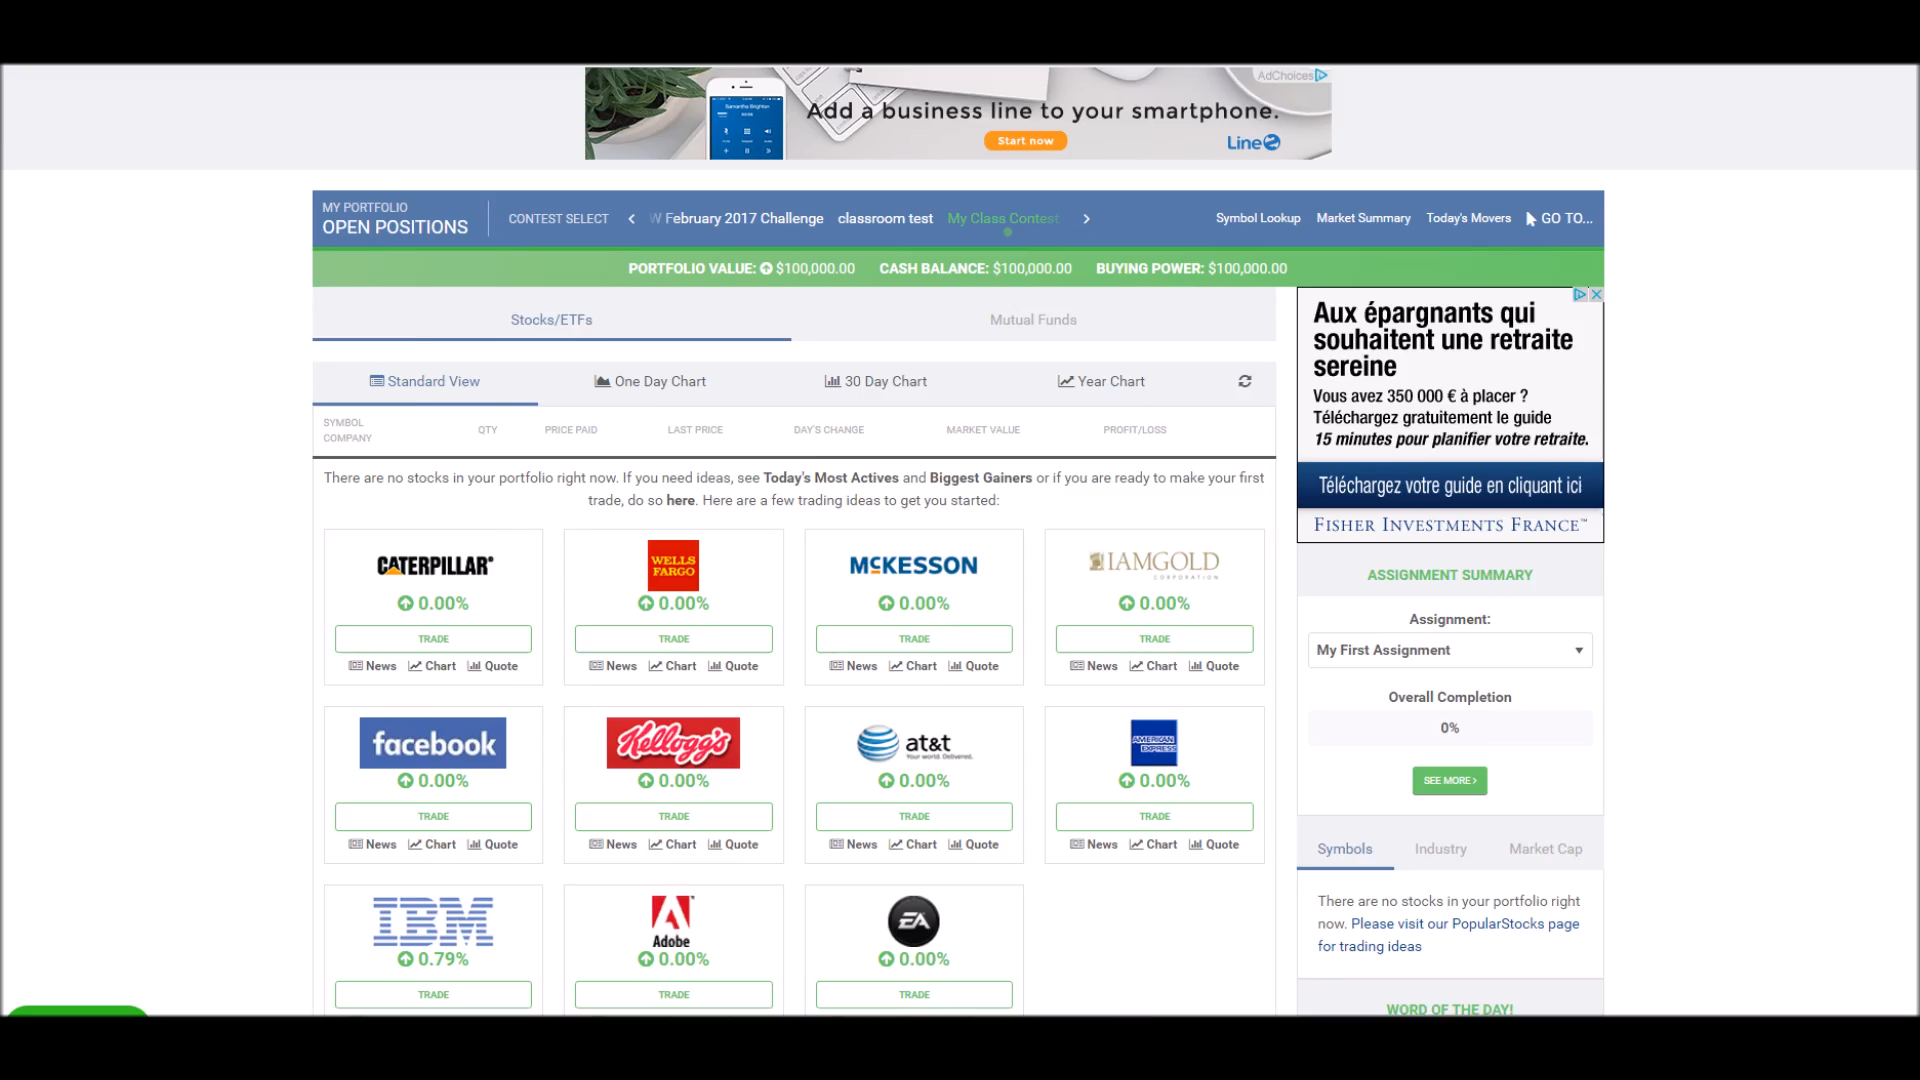 AdChoices
Add a business line to your smartphone.
Start now
Line2
MY PORTFOLIO
OPEN POSITIONS
CONTEST SELECT
February 2017 Challenge
classroom test
My Class Contest
Symbol Lookup
Market Summary
Today's Movers
GO TO...
PORTFOLIO VALUE: $100,000.00
CASH BALANCE: $100,000.00
BUYING POWER: $100,000.00
Stocks/ETFs
Mutual Funds
Standard View
One Day Chart
30 Day Chart
Year Chart
SYMBOL
COMPANY
QTY
PRICE PAID
LAST PRICE
DAY'S CHANGE
MARKET VALUE
PROFIT/LOSS
There are no stocks in your portfolio right now. If you need ideas, see Today's Most Actives and Biggest Gainers or if you are ready to make your first
trade, do so here. Here are a few trading ideas to get you started:
CATERPILLAR
0.00%
TRADE
News Chart Quote
WELLS
FARGO
0.00%
TRADE
News Chart Quote
MCKESSON
0.00%
TRADE
News Chart Quote
IAMGOLD
CORPORATION
0.00%
TRADE
News Chart Quote
facebook
0.00%
TRADE
News Chart Quote
Kellogg's
0.00%
TRADE
News Chart Quote
at&t
Your world. Delivered.
0.00%
TRADE
News Chart Quote
AMERICAN
EXPRESS
0.00%
TRADE
News Chart Quote
IBM
0.79%
TRADE
Adobe
0.00%
TRADE
EA
0.00%
TRADE
Aux épargnants qui
souhaitent une retraite
sereine
Vous avez 350 000 € à placer ?
Téléchargez gratuitement le guide
15 minutes pour planifier votre retraite.
Téléchargez votre guide en cliquant ici
FISHER INVESTMENTS FRANCE™
ASSIGNMENT SUMMARY
Assignment:
My First Assignment
Overall Completion
0%
SEE MORE >
Symbols
Industry
Market Cap
There are no stocks in your portfolio right
now. Please visit our PopularStocks page
for trading ideas
WORD OF THE DAY!